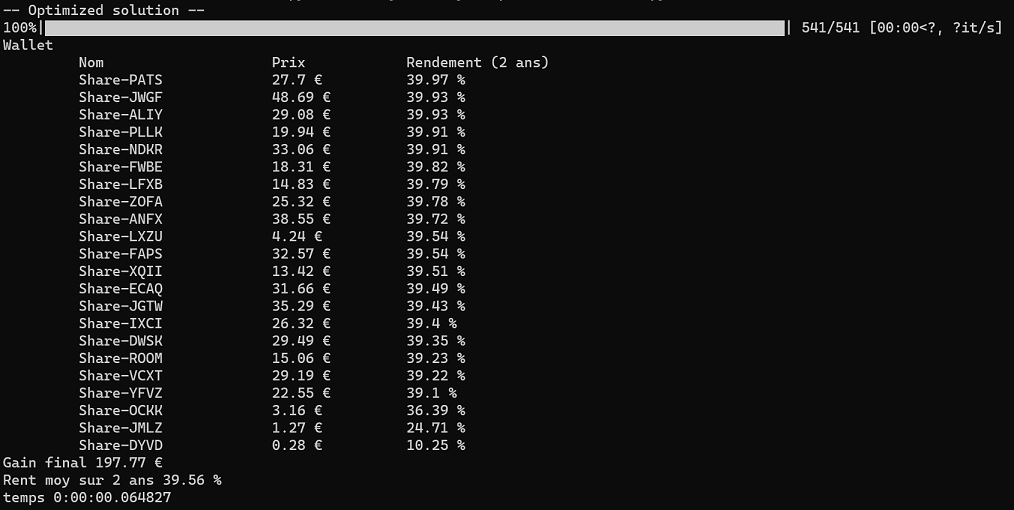 -- Optimized solution --
100%| | 541/541 [00:00<?, ?it/s]
Wallet
Nom Prix Rendement (2 ans)
Share-PATS 27.7 € 39.97 %
Share-JWGF 48.69 € 39.93 %
Share-ALIY 29.08 € 39.93 %
Share-PLLK 19.94 € 39.91 %
Share-NDKR 33.06 € 39.91 %
Share-FWBE 18.31 € 39.82 %
Share-LFXB 14.83 € 39.79 %
Share-ZOFA 25.32 € 39.78 %
Share-ANFX 38.55 € 39.72 %
Share-LXZU 4.24 € 39.54 %
Share-FAPS 32.57 € 39.54 %
Share-XQII 13.42 € 39.51 %
Share-ECAQ 31.66 € 39.49 %
Share-JGTW 35.29 € 39.43 %
Share-IXCI 26.32 € 39.4 %
Share-DWSK 29.49 € 39.35 %
Share-ROOM 15.06 € 39.23 %
Share-VCXT 29.19 € 39.22 %
Share-YFVZ 22.55 € 39.1 %
Share-OCKK 3.16 € 36.39 %
Share-JMLZ 1.27 € 24.71 %
Share-DYVD 0.28 € 10.25 %
Gain final 197.77 €
Rent moy sur 2 ans 39.56 %
temps 0:00:00.064827